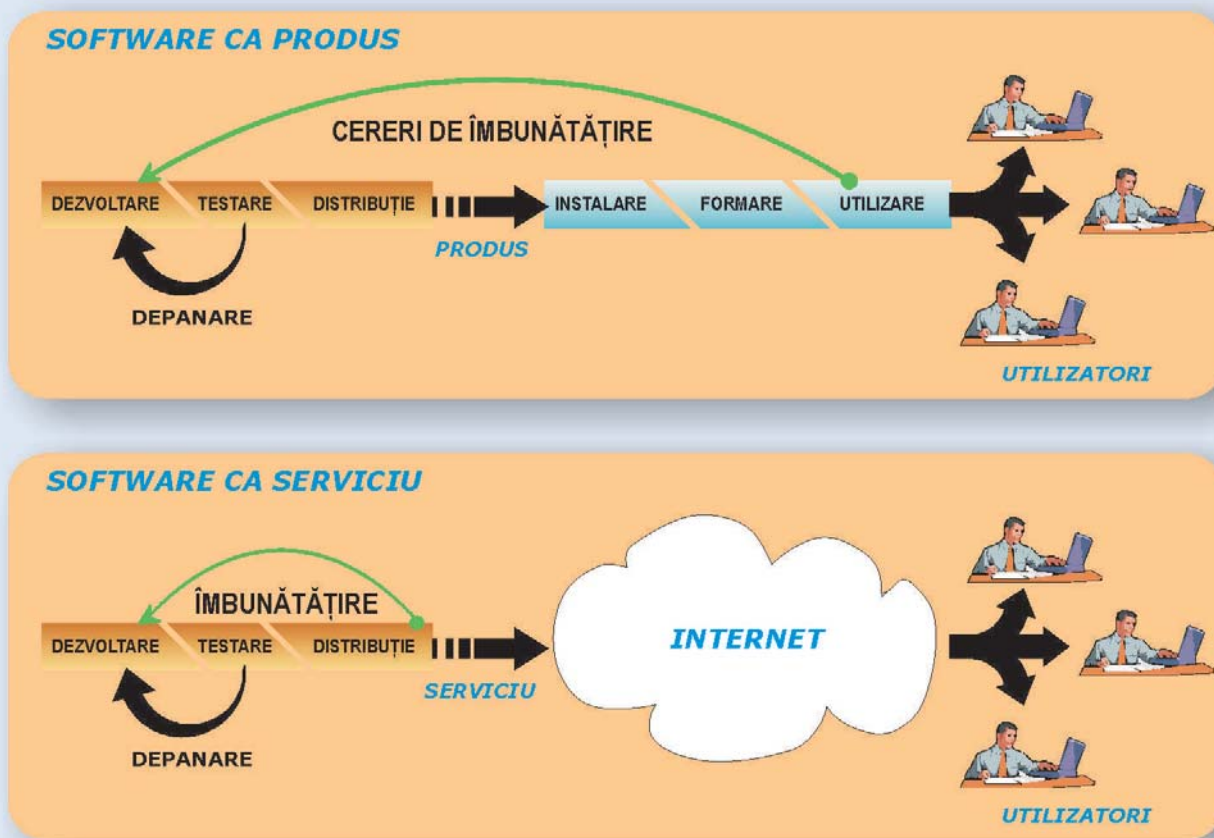 SOFTWARE CA PRODUS
CERERI DE ÎMBUNĂTĂȚIRE
DEZVOLTARE
TESTARE
DISTRIBUȚIE
PRODUS
INSTALARE
FORMARE
UTILIZARE
DEPANARE
UTILIZATORI
SOFTWARE CA SERVICIU
ÎMBUNĂTĂȚIRE
DEZVOLTARE
TESTARE
DISTRIBUȚIE
SERVICIU
INTERNET
DEPANARE
UTILIZATORI